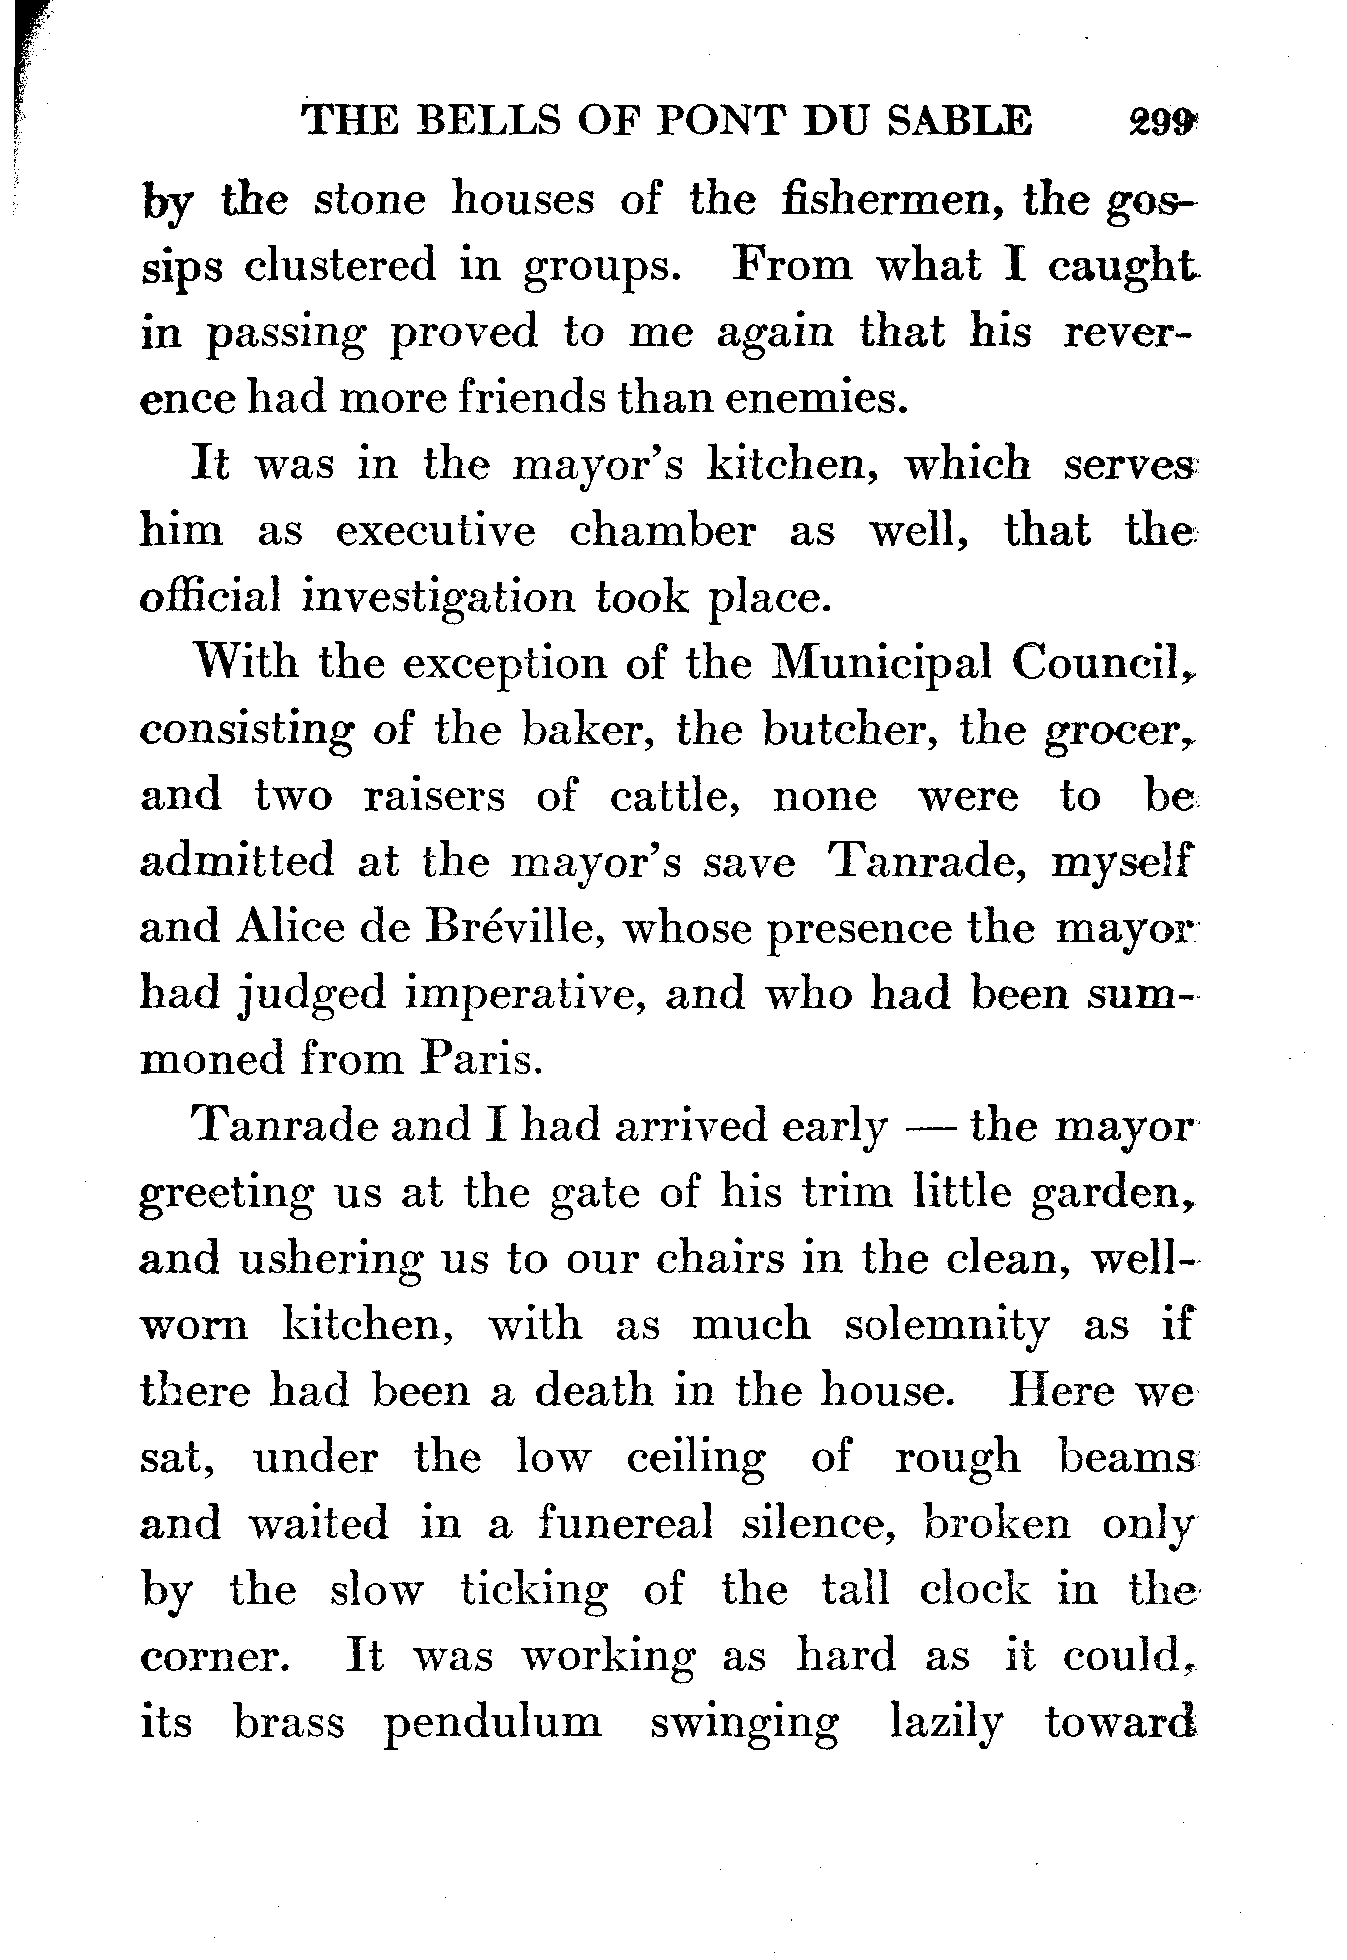 THE BELLS OF PONT DU SABLE 299
by the stone houses of the fishermen, the gos-
sips clustered in groups. From what I caught
in passing proved to me again that his rever-
ence had more friends than enemies.
It was in the mayor's kitchen, which serves
him as executive chamber as well, that the
official investigation took place.
With the exception of the Municipal Council,
consisting of the baker, the butcher, the grocer,
and two raisers of cattle, none were to be
admitted at the mayor's save Tanrade, myself
and Alice de Bréville, whose presence the mayor
had judged imperative, and who had been sum-
moned from Paris.
Tanrade and I had arrived early — the mayor
greeting us at the gate of his trim little garden,
and ushering us to our chairs in the clean, well-
worn kitchen, with as much solemnity as if
there had been a death in the house. Here we
sat, under the low ceiling of rough beams
and waited in a funereal silence, broken only
by the slow ticking of the tall clock in the
corner. It was working as hard as it could,
its brass pendulum swinging lazily toward